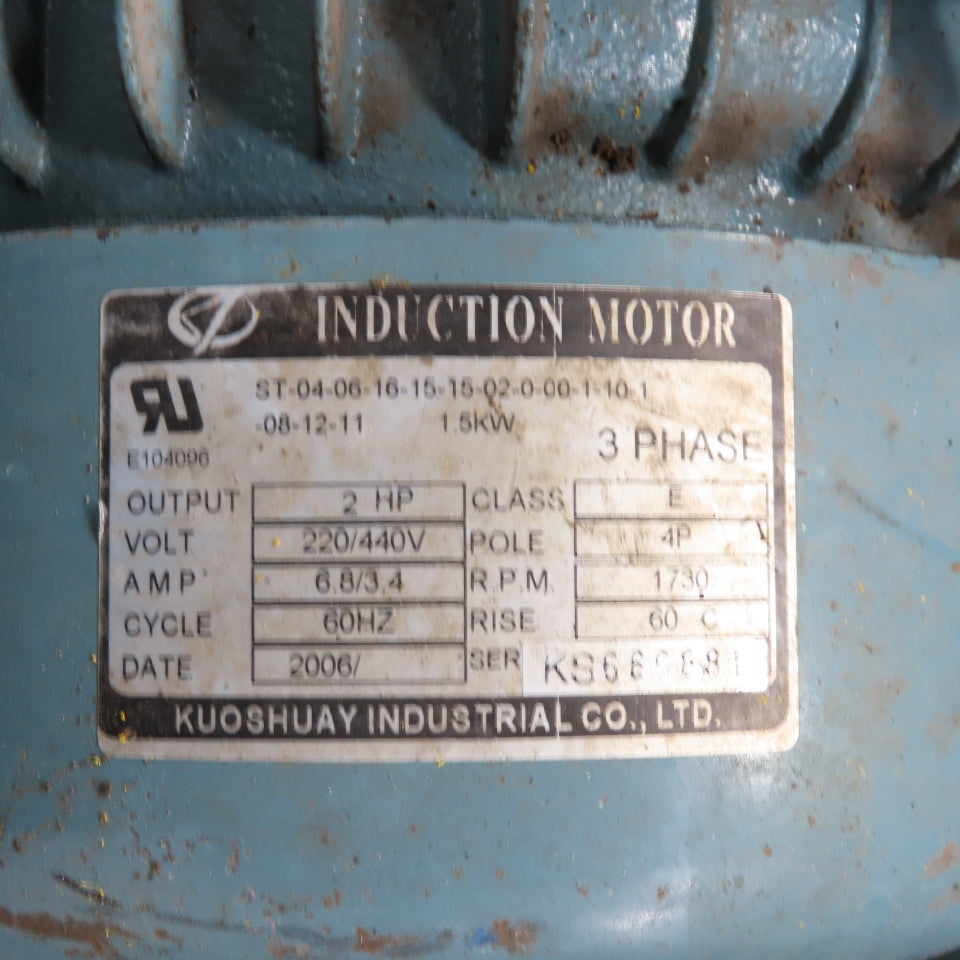 INDUCTION MOTOR
ST-04-06-16-15-15-02-0-00-1-10-1
-08-12-11 1.5KW
3 PHASE
E104096
OUTPUT 2 HP CLASS E
VOLT 220/440V POLE 4P
AMP 6.8/3.4 R.P.M. 1730
CYCLE 60HZ RISE 60 C
DATE 2006/ SER
KUOSHUAY INDUSTRIAL CO., LTD.